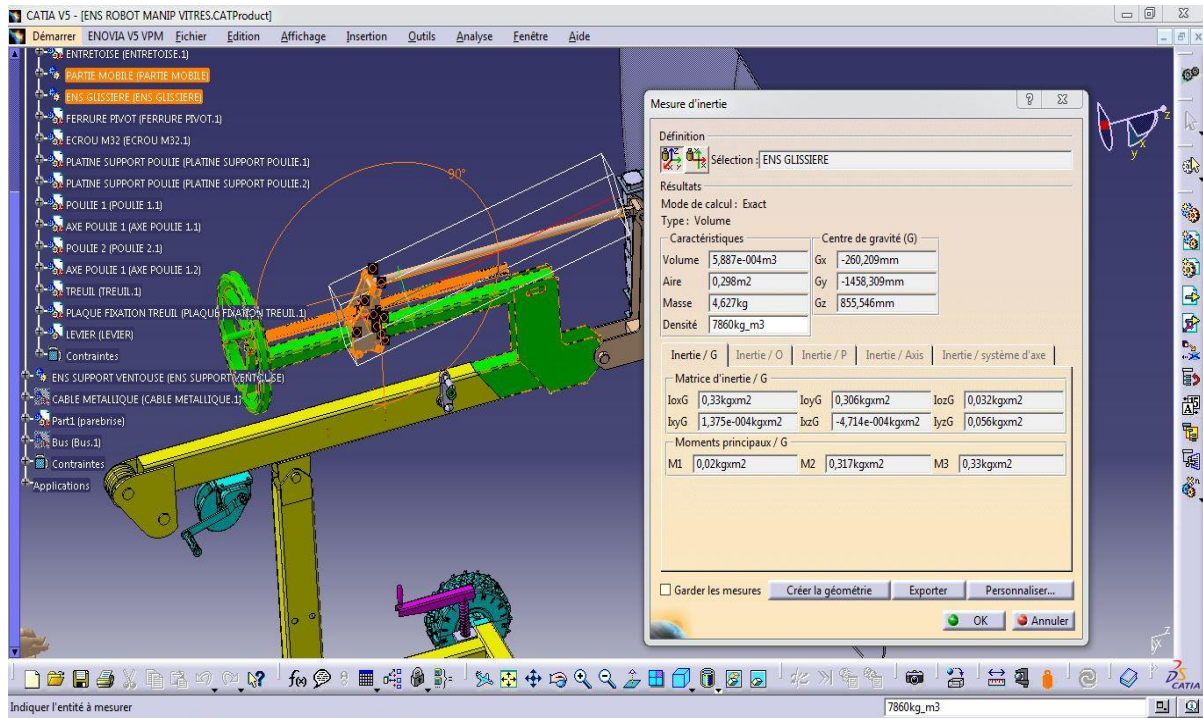 CATIA V5 - [ENS ROBOT MANIP VITRES.CATProduct]
Démarrer ENOVIA V5 VPM Fichier Edition Affichage Insertion Outils Analyse Fenêtre Aide
ENTRETOISE (ENTRETOISE.1)
PARTIE MOBILE (PARTIE MOBILE)
ENS GLISSIERE (ENS GLISSIERE)
FERRURE PIVOT (FERRURE PIVOT.1)
ECROU M32 (ECROU M32.1)
PLATINE SUPPORT POULIE (PLATINE SUPPORT POULIE.1)
PLATINE SUPPORT POULIE (PLATINE SUPPORT POULIE.2)
POULIE 1 (POULIE 1.1)
AXE POULIE 1 (AXE POULIE 1.1)
POULIE 2 (POULIE 2.1)
AXE POULIE 1 (AXE POULIE 1.2)
TREUIL (TREUIL.1)
PLAQUE FIXATION TREUIL (PLAQUE FIXATION TREUIL.1)
LEVIER (LEVIER)
Contraintes
ENS SUPPORT VENTOUSE (ENS SUPPORT VENTOUSE)
CABLE METALLIQUE (CABLE METALLIQUE.1)
Part1 (parebrise)
Bus (Bus.1)
Contraintes
Applications
90°
Mesure d'inertie
Définition
Sélection : ENS GLISSIERE
Résultats
Mode de calcul : Exact
Type : Volume
Caractéristiques Centre de gravité (G)
Volume 5,887e-004m3 Gx -260,209mm
Aire 0,298m2 Gy -1458,309mm
Masse 4,627kg Gz 855,546mm
Densité 7860kg_m3
Inertie / G Inertie / O Inertie / P Inertie / Axis Inertie / système d'axe
Matrice d'inertie / G
IoxG 0,33kgxm2 IoyG 0,306kgxm2 IozG 0,032kgxm2
IxyG 1,375e-004kgxm2 IxzG -4,714e-004kgxm2 IyzG 0,056kgxm2
Moments principaux / G
M1 0,02kgxm2 M2 0,317kgxm2 M3 0,33kgxm2
Garder les mesures Créer la géométrie Exporter Personnaliser...
OK Annuler
z
x
y
z
x
f(x)
CATIA
Indiquer l'entité à mesurer 7860kg_m3